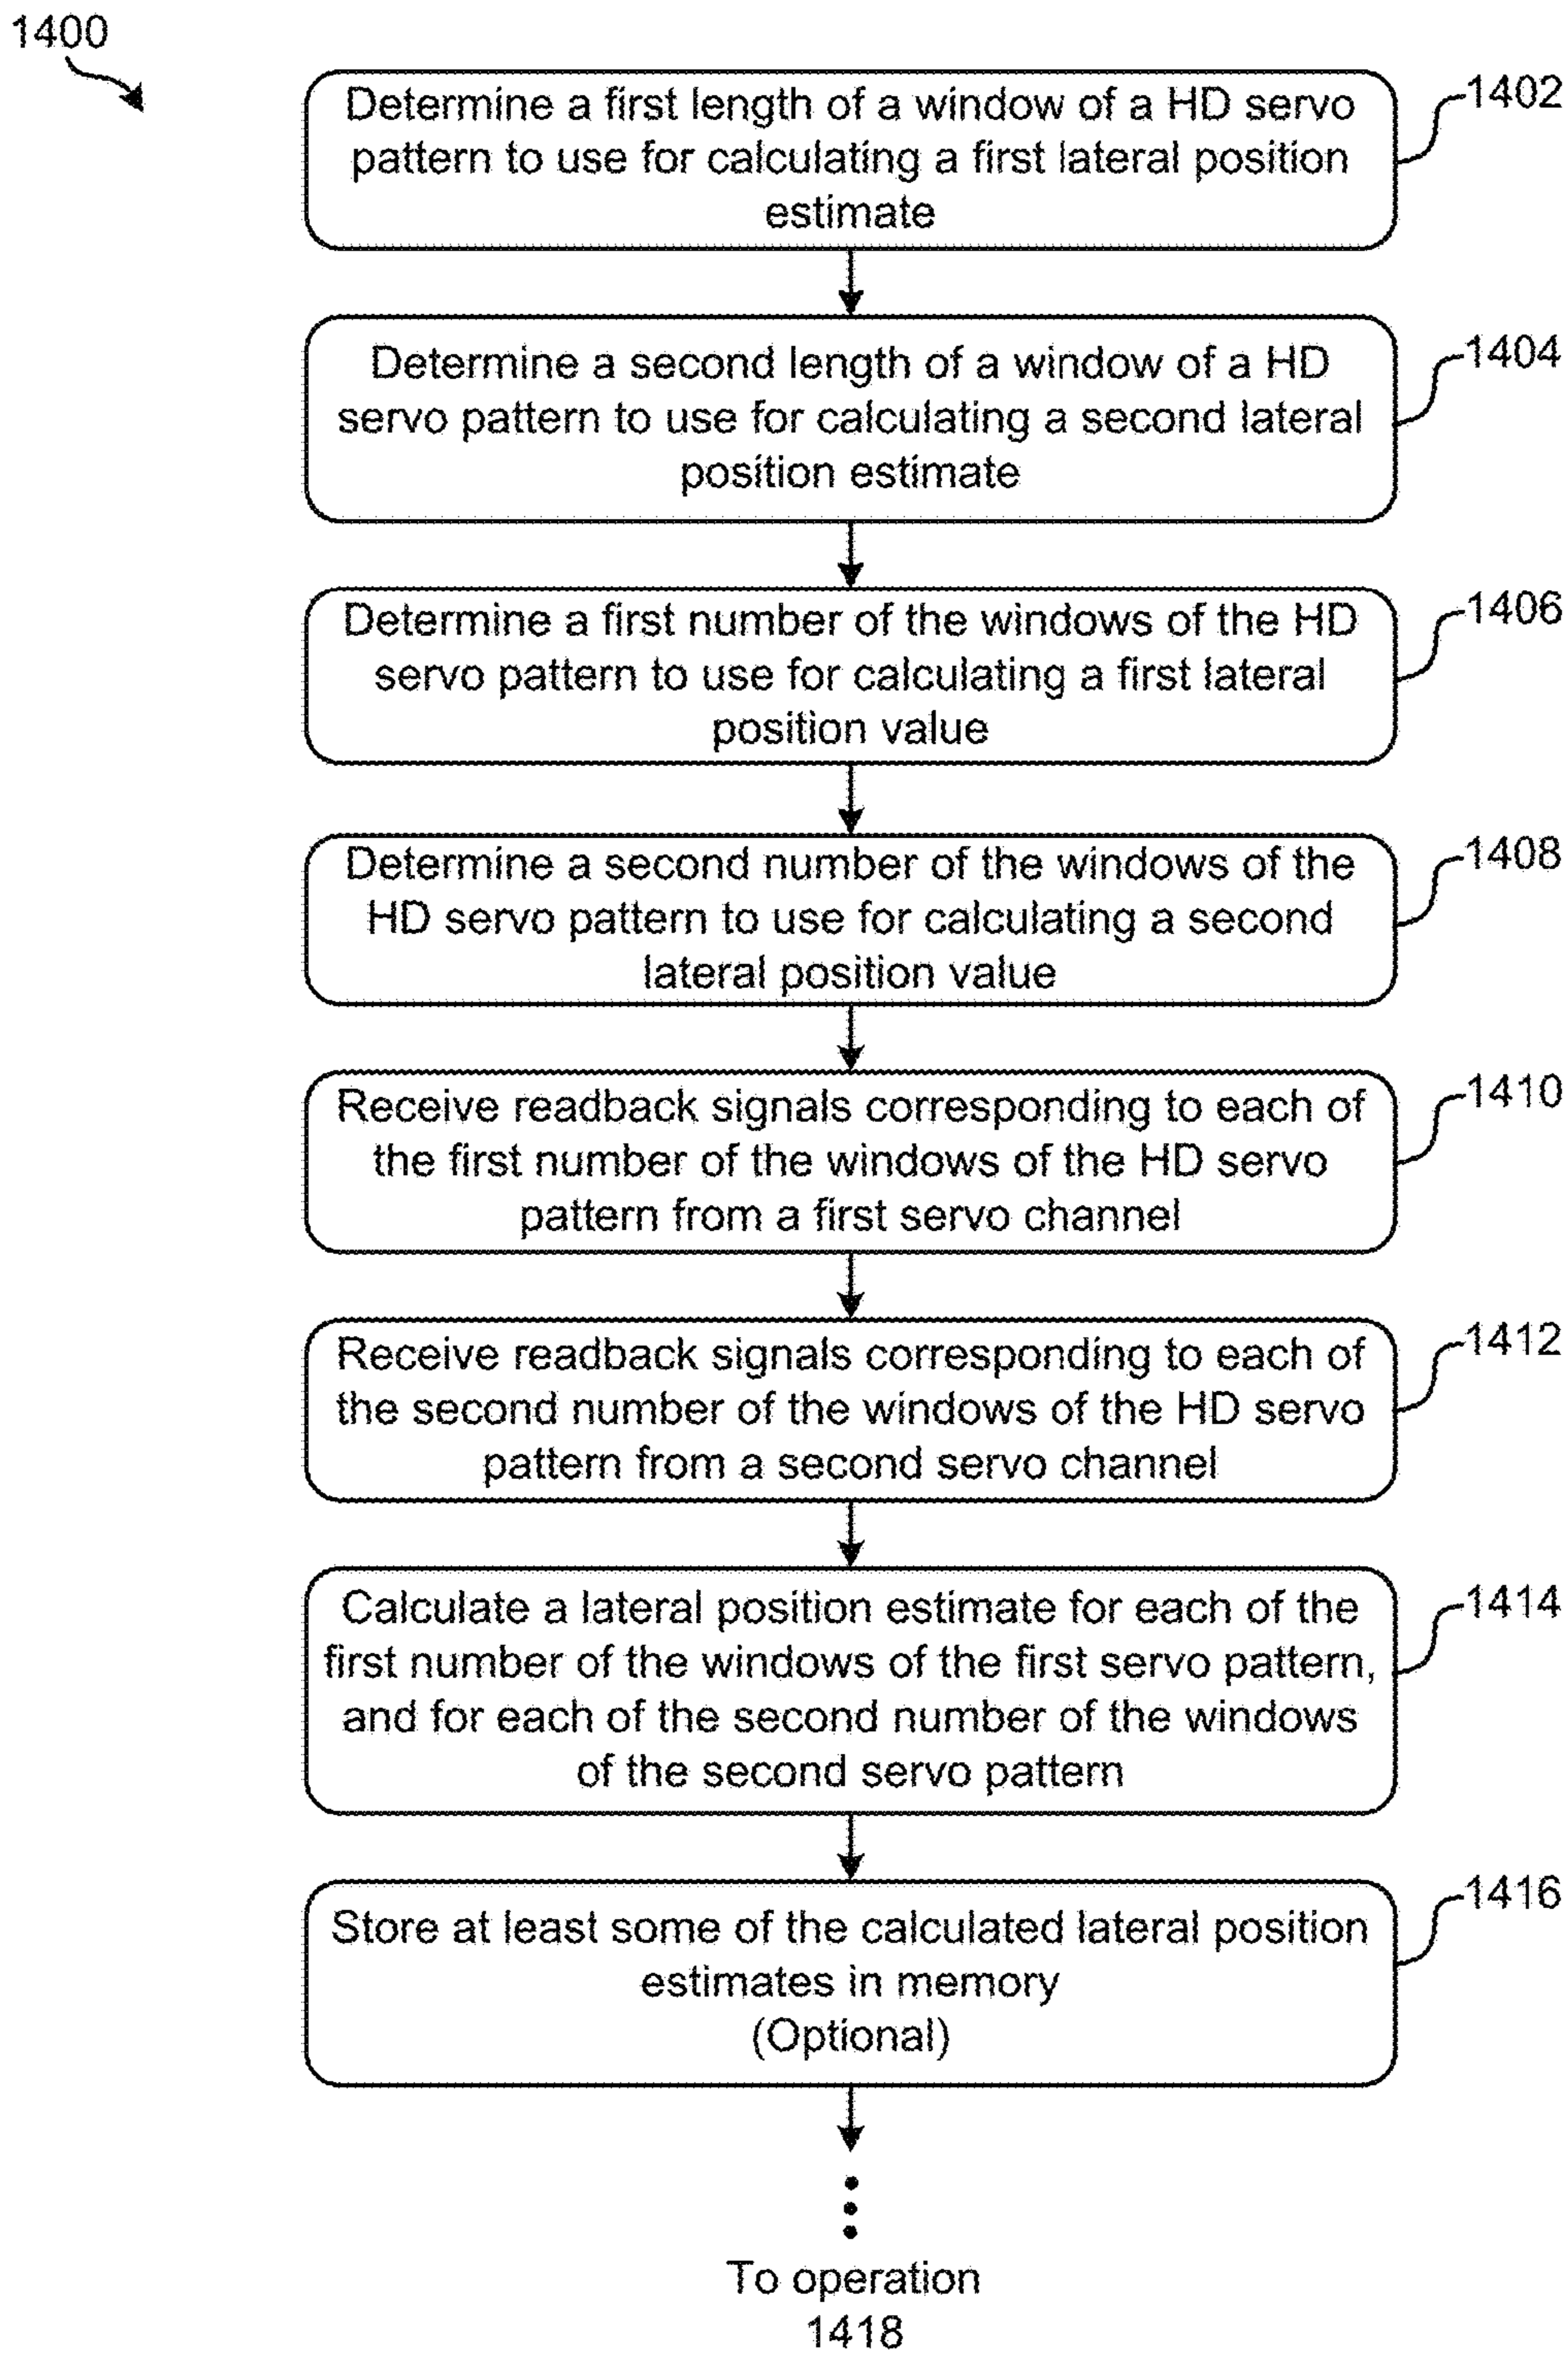 1400
Determine a first length of a window of a HD servo
pattern to use for calculating a first lateral position
estimate
1402
Determine a second length of a window of a HD
servo pattern to use for calculating a second lateral
position estimate
1404
Determine a first number of the windows of the HD
servo pattern to use for calculating a first lateral
position value
1406
Determine a second number of the windows of the
HD servo pattern to use for calculating a second
lateral position value
1408
Receive readback signals corresponding to each of
the first number of the windows of the HD servo
pattern from a first servo channel
1410
Receive readback signals corresponding to each of
the second number of the windows of the HD servo
pattern from a second servo channel
1412
Calculate a lateral position estimate for each of the
first number of the windows of the first servo pattern,
and for each of the second number of the windows
of the second servo pattern
1414
Store at least some of the calculated lateral position
estimates in memory
(Optional)
1416
To operation
1418